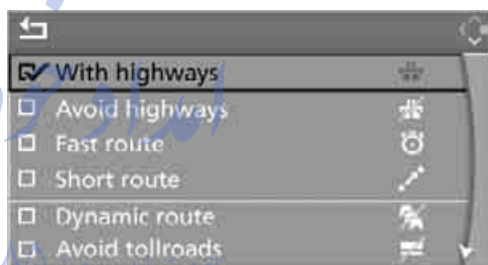 With highways
Avoid highways
Fast route
Short route
Dynamic route
Avoid tollroads